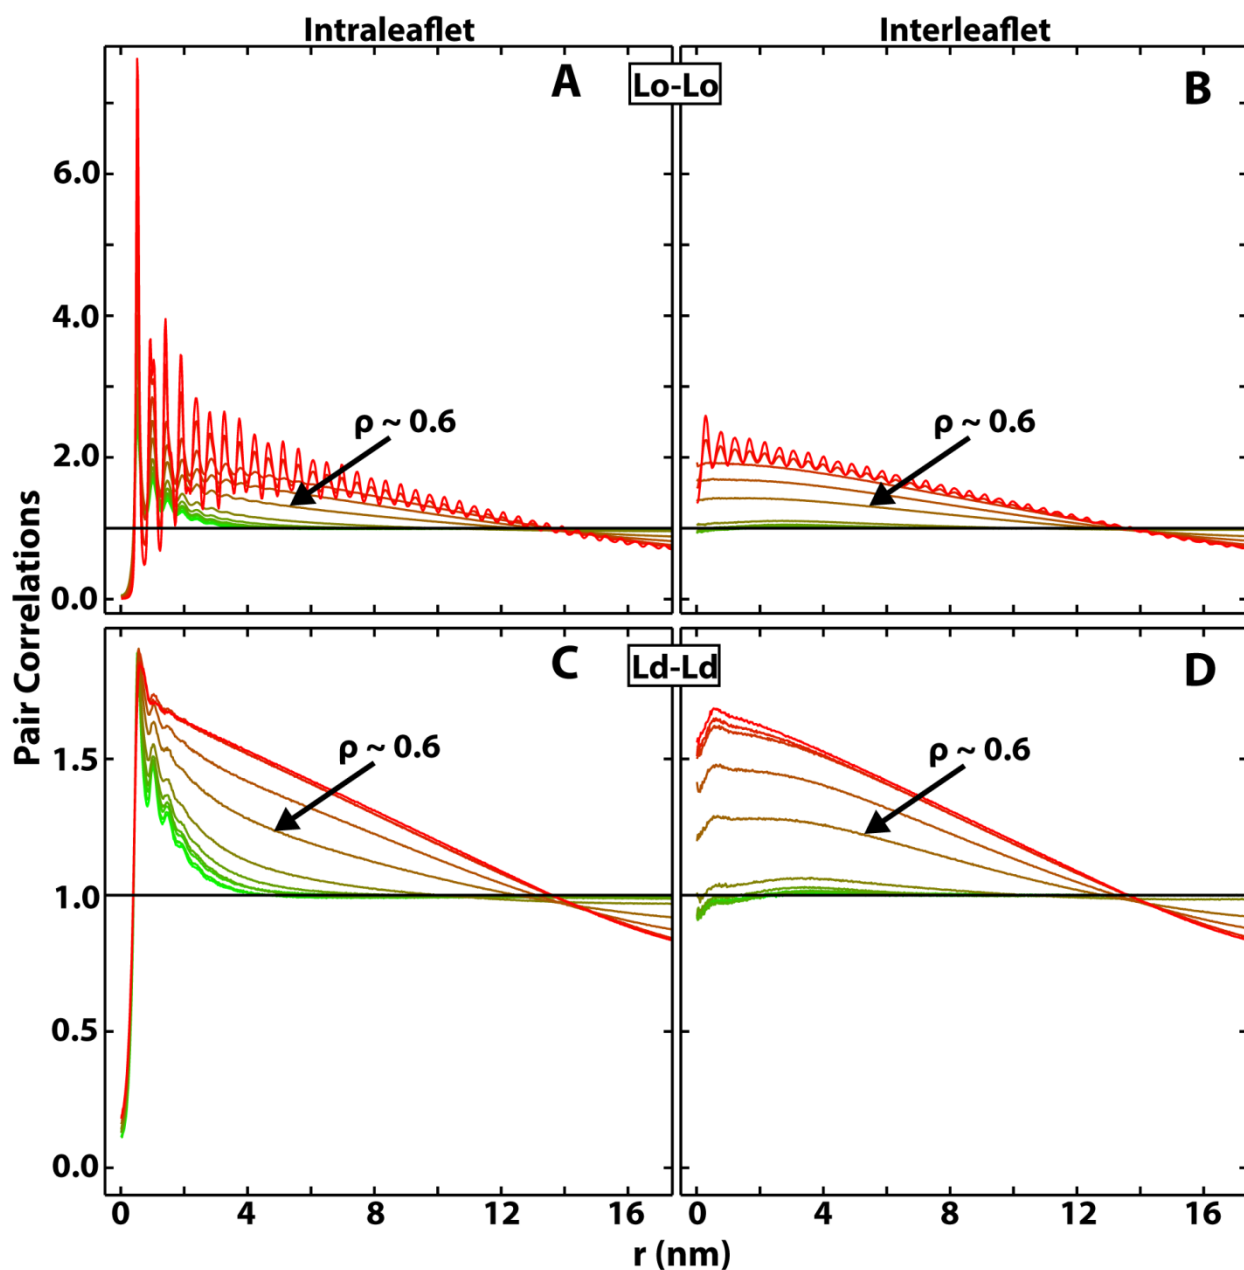 Intraleaflet Interleaflet
A Lo-Lo B
6.0
4.0
ρ ~ 0.6 ρ ~ 0.6
2.0
0.0
Pair Correlations
C Ld-Ld D
1.5
ρ ~ 0.6 ρ ~ 0.6
1.0
0.5
0.0
0 4 8 12 16 0 4 8 12 16
r (nm)